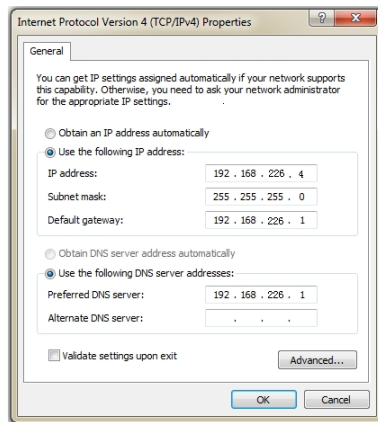 Internet Protocol Version 4 (TCP/IPv4) Properties
General
You can get IP settings assigned automatically if your network supports
this capability. Otherwise, you need to ask your network administrator
for the appropriate IP settings.
Obtain an IP address automatically
Use the following IP address:
IP address: 192 . 168 . 226 . 4
Subnet mask: 255 . 255 . 255 . 0
Default gateway: 192 . 168 . 226 . 1
Obtain DNS server address automatically
Use the following DNS server addresses:
Preferred DNS server: 192 . 168 . 226 . 1
Alternate DNS server: . . .
Validate settings upon exit
Advanced...
OK Cancel